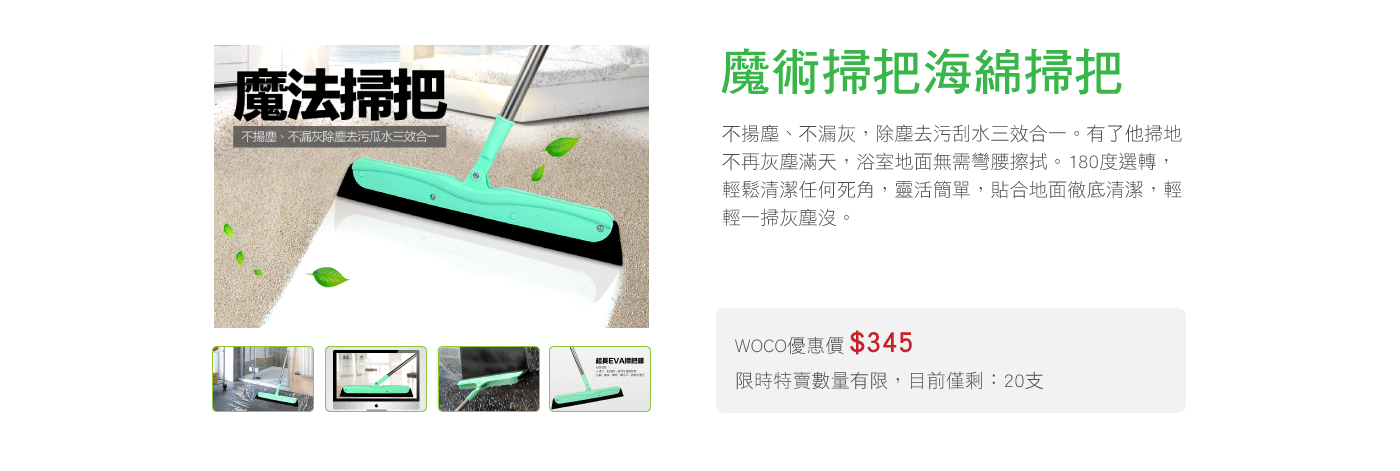 魔法掃把
不揚塵、不漏灰除塵去污瓜水三效合一
超長EVA掃把頭
魔術掃把海綿掃把
不揚塵、不漏灰，除塵去污刮水三效合一。有了他掃地
不再灰塵滿天，浴室地面無需彎腰擦拭。180度選轉，
輕鬆清潔任何死角，靈活簡單，貼合地面徹底清潔，輕
輕一掃灰塵沒。
WOCO優惠價 $345
限時特賣數量有限，目前僅剩：20支